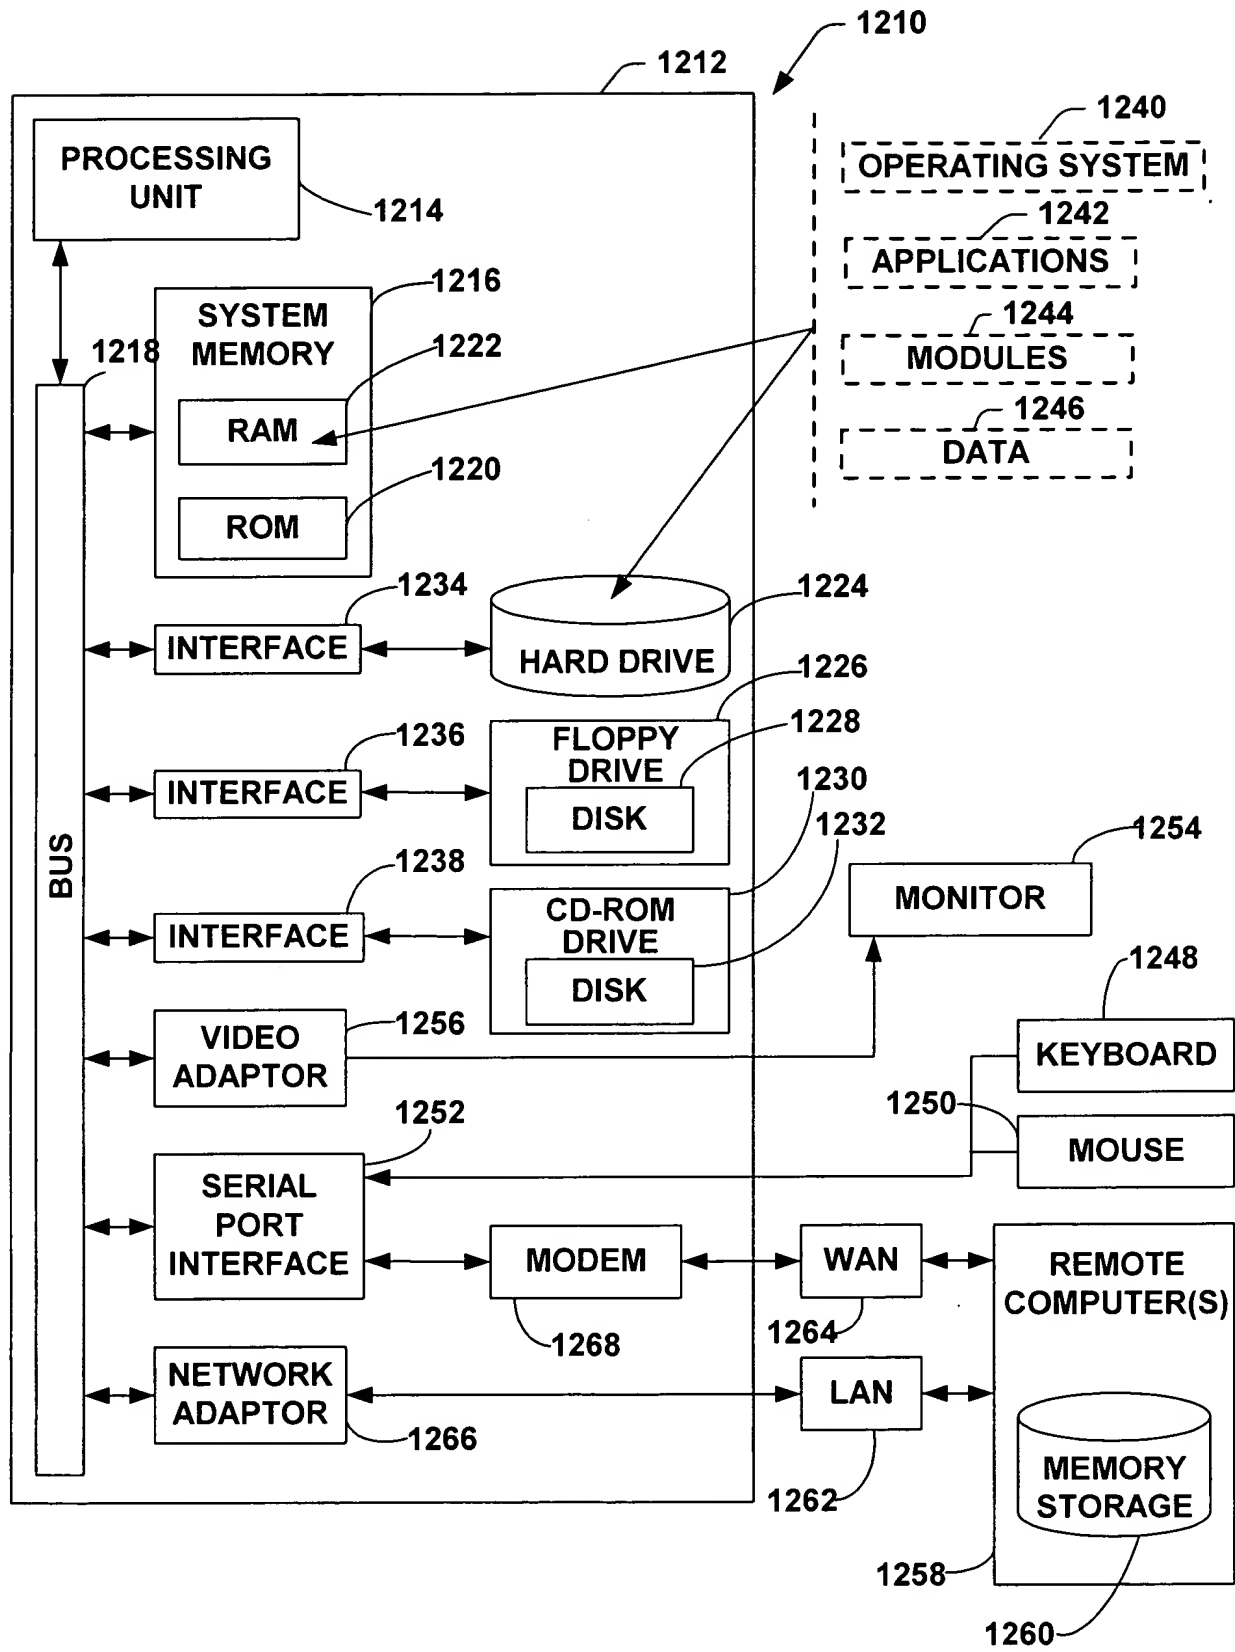 1210
1212
1240
OPERATING SYSTEM
PROCESSING
UNIT
1214
1242
APPLICATIONS
1216
SYSTEM
MEMORY
1244
MODULES
1218
1222
RAM
1246
DATA
1220
ROM
1234
INTERFACE
1224
HARD DRIVE
1226
1236
INTERFACE
FLOPPY
DRIVE
1228
DISK
1230
1232
BUS
1238
INTERFACE
CD-ROM
DRIVE
DISK
1254
MONITOR
1248
KEYBOARD
1256
VIDEO
ADAPTOR
1250
MOUSE
1252
SERIAL
PORT
INTERFACE
MODEM
1268
WAN
1264
REMOTE
COMPUTER(S)
NETWORK
ADAPTOR
1266
LAN
1262
MEMORY
STORAGE
1258
1260